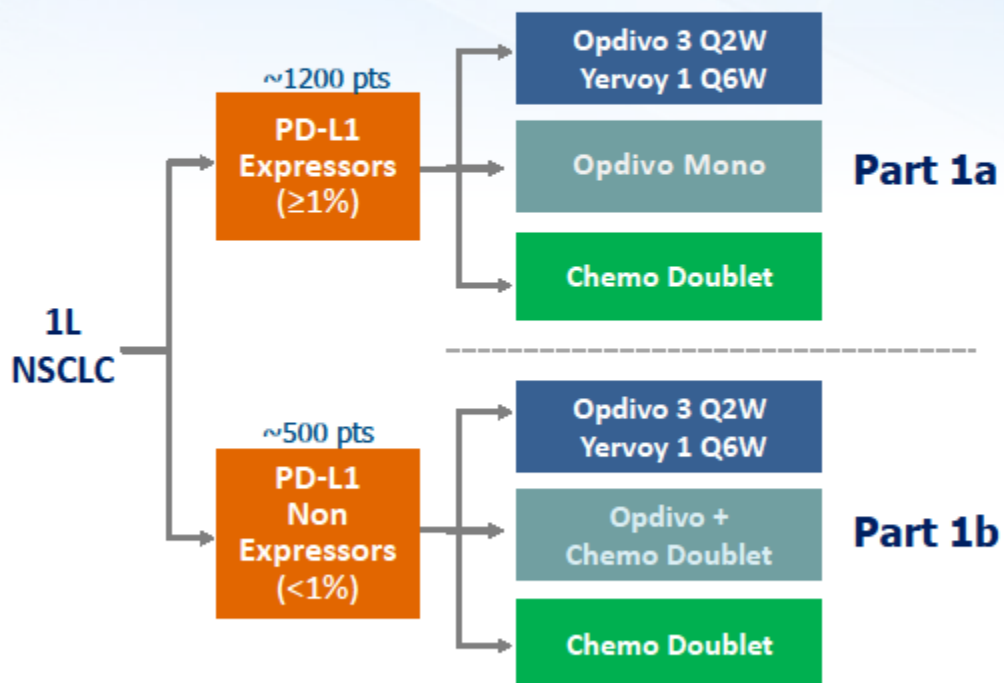 ~1200 pts
PD-L1
Expressors
(≥1%)
Opdivo 3 Q2W
Yervoy 1 Q6W
Opdivo Mono
Chemo Doublet
Part 1a
1L
NSCLC
~500 pts
PD-L1
Non
Expressors
(<1%)
Opdivo 3 Q2W
Yervoy 1 Q6W
Opdivo +
Chemo Doublet
Chemo Doublet
Part 1b